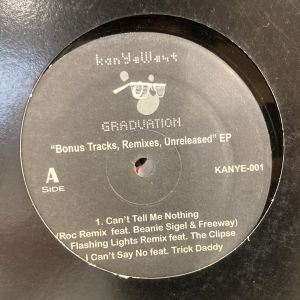 kanYeWest
GRADUATION
"Bonus Tracks, Remixes, Unreleased" EP
A
SIDE
KANYE-001
1. Can't Tell Me Nothing
(Roc Remix feat. Beanie Sigel & Freeway)
Flashing Lights Remix feat. The Clipse
I Can't Say No feat. Trick Daddy